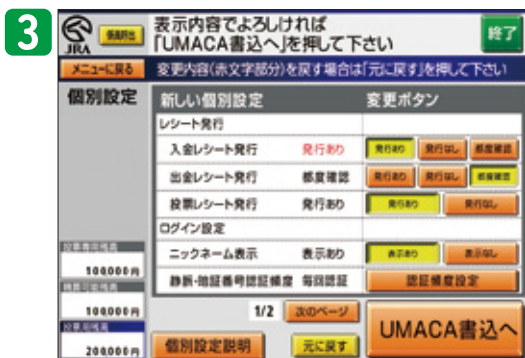 3
JRA
表示内容でよろしければ
「UMACA書込へ」を押して下さい
終了
メニューに戻る
変更内容(赤文字部分)を戻す場合は「元に戻す」を押して下さい
個別設定
新しい個別設定 変更ボタン
レシート発行
入金レシート発行 発行あり 発行あり 発行なし 都度確認
出金レシート発行 都度確認 発行あり 発行なし 都度確認
投票レシート発行 発行あり 発行あり 発行なし
ログイン設定
ニックネーム表示 表示あり 表示あり 表示なし
静脈・暗証番号認証頻度 毎回認証 認証頻度設定
100,000円
100,000円
200,000円
1/2 次のページ
個別設定説明 元に戻す
UMACA書込へ